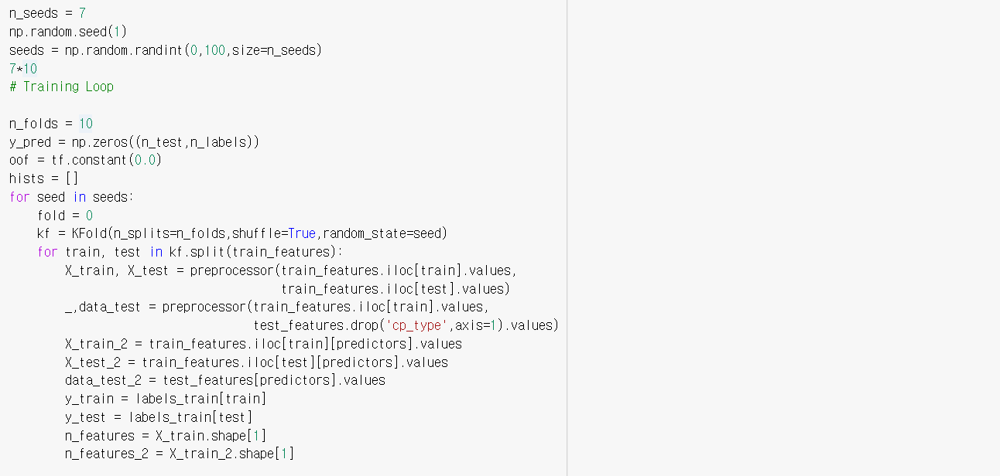 n_seeds = 7
np.random.seed(1)
seeds = np.random.randint(0,100,size=n_seeds)
7*10
# Training Loop
n_folds = 10
y_pred = np.zeros((n_test,n_labels))
oof = tf.constant(0.0)
hists = []
for seed in seeds:
    fold = 0
    kf = KFold(n_splits=n_folds,shuffle=True,random_state=seed)
    for train, test in kf.split(train_features):
        X_train, X_test = preprocessor(train_features.iloc[train].values,
                                       train_features.iloc[test].values)
        _,data_test = preprocessor(train_features.iloc[train].values,
                                   test_features.drop('cp_type',axis=1).values)
        X_train_2 = train_features.iloc[train][predictors].values
        X_test_2 = train_features.iloc[test][predictors].values
        data_test_2 = test_features[predictors].values
        y_train = labels_train[train]
        y_test = labels_train[test]
        n_features = X_train.shape[1]
        n_features_2 = X_train_2.shape[1]